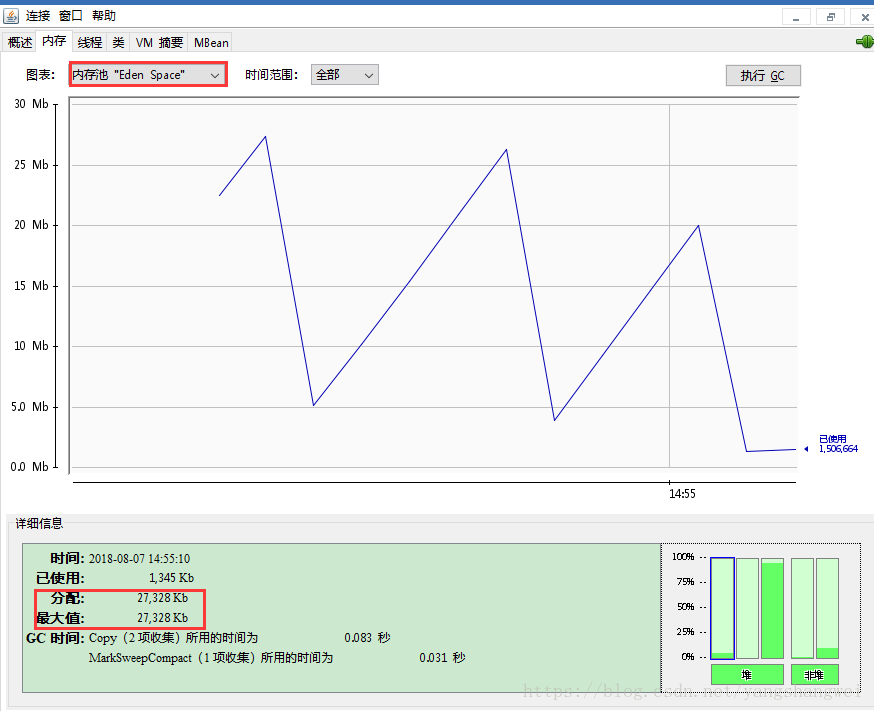 连接 窗口 帮助
概述 内存 线程 类 VM 摘要 MBean
图表: 内存池 "Eden Space" 时间范围: 全部 执行 GC
30 Mb
25 Mb
20 Mb
15 Mb
10 Mb
5.0 Mb
0.0 Mb
已使用
1,506,664
14:55
详细信息
时间: 2018-08-07 14:55:10
已使用: 1,345 Kb
分配: 27,328 Kb
最大值: 27,328 Kb
GC 时间: Copy（2 项收集）所用的时间为 0.083 秒
MarkSweepCompact（1 项收集）所用的时间为 0.031 秒
100% --
75% --
50% --
25% --
0% --
堆 非堆
https://blog.csdn.net/yangshangwei